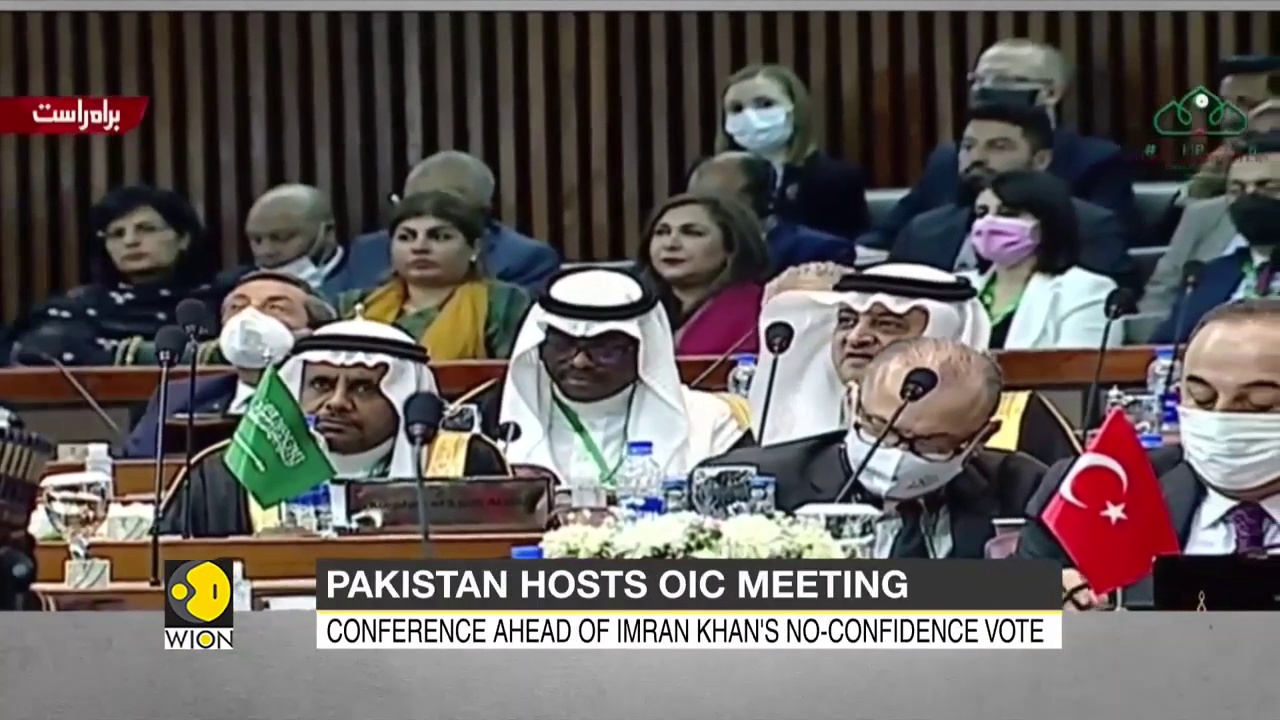 براہ راست
PAKISTAN HOSTS OIC MEETING
CONFERENCE AHEAD OF IMRAN KHAN'S NO-CONFIDENCE VOTE
WION